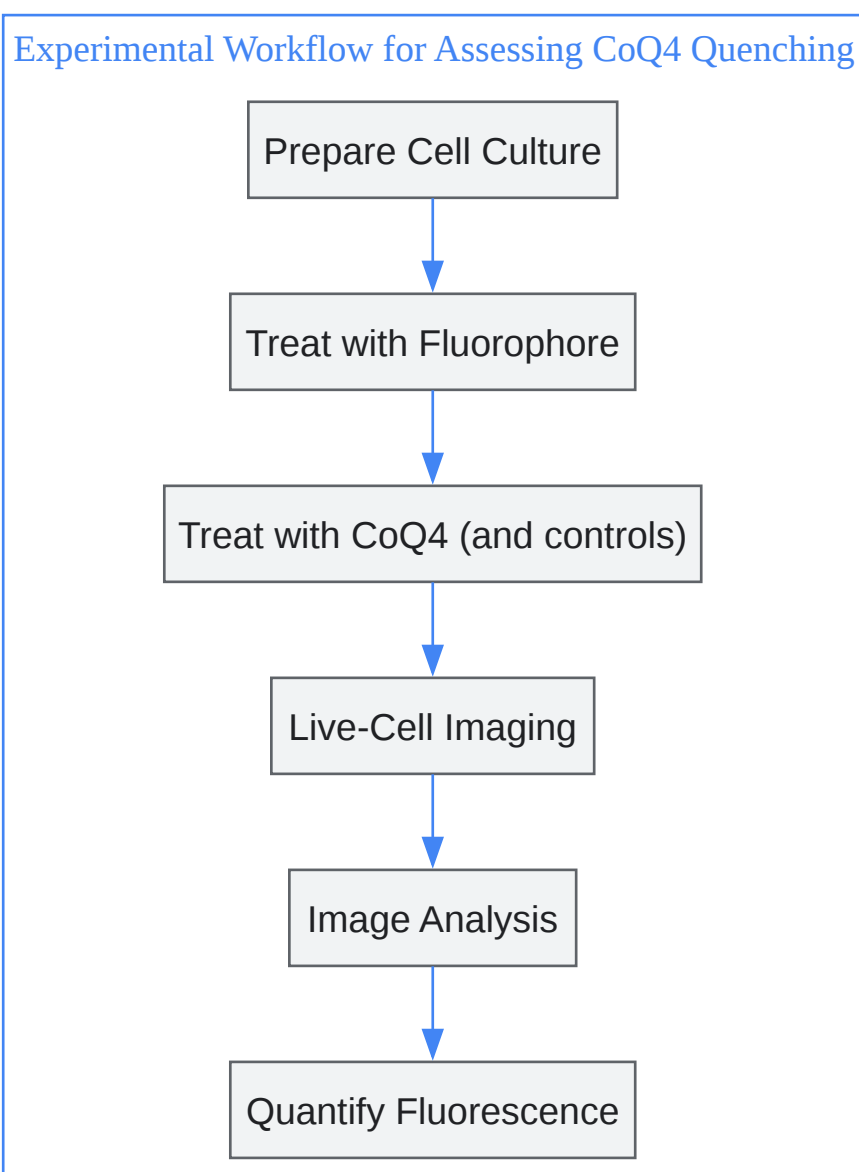 Experimental Workflow for Assessing CoQ4 Quenching
Prepare Cell Culture
Treat with Fluorophore
Treat with CoQ4 (and controls)
Live-Cell Imaging
Image Analysis
Quantify Fluorescence